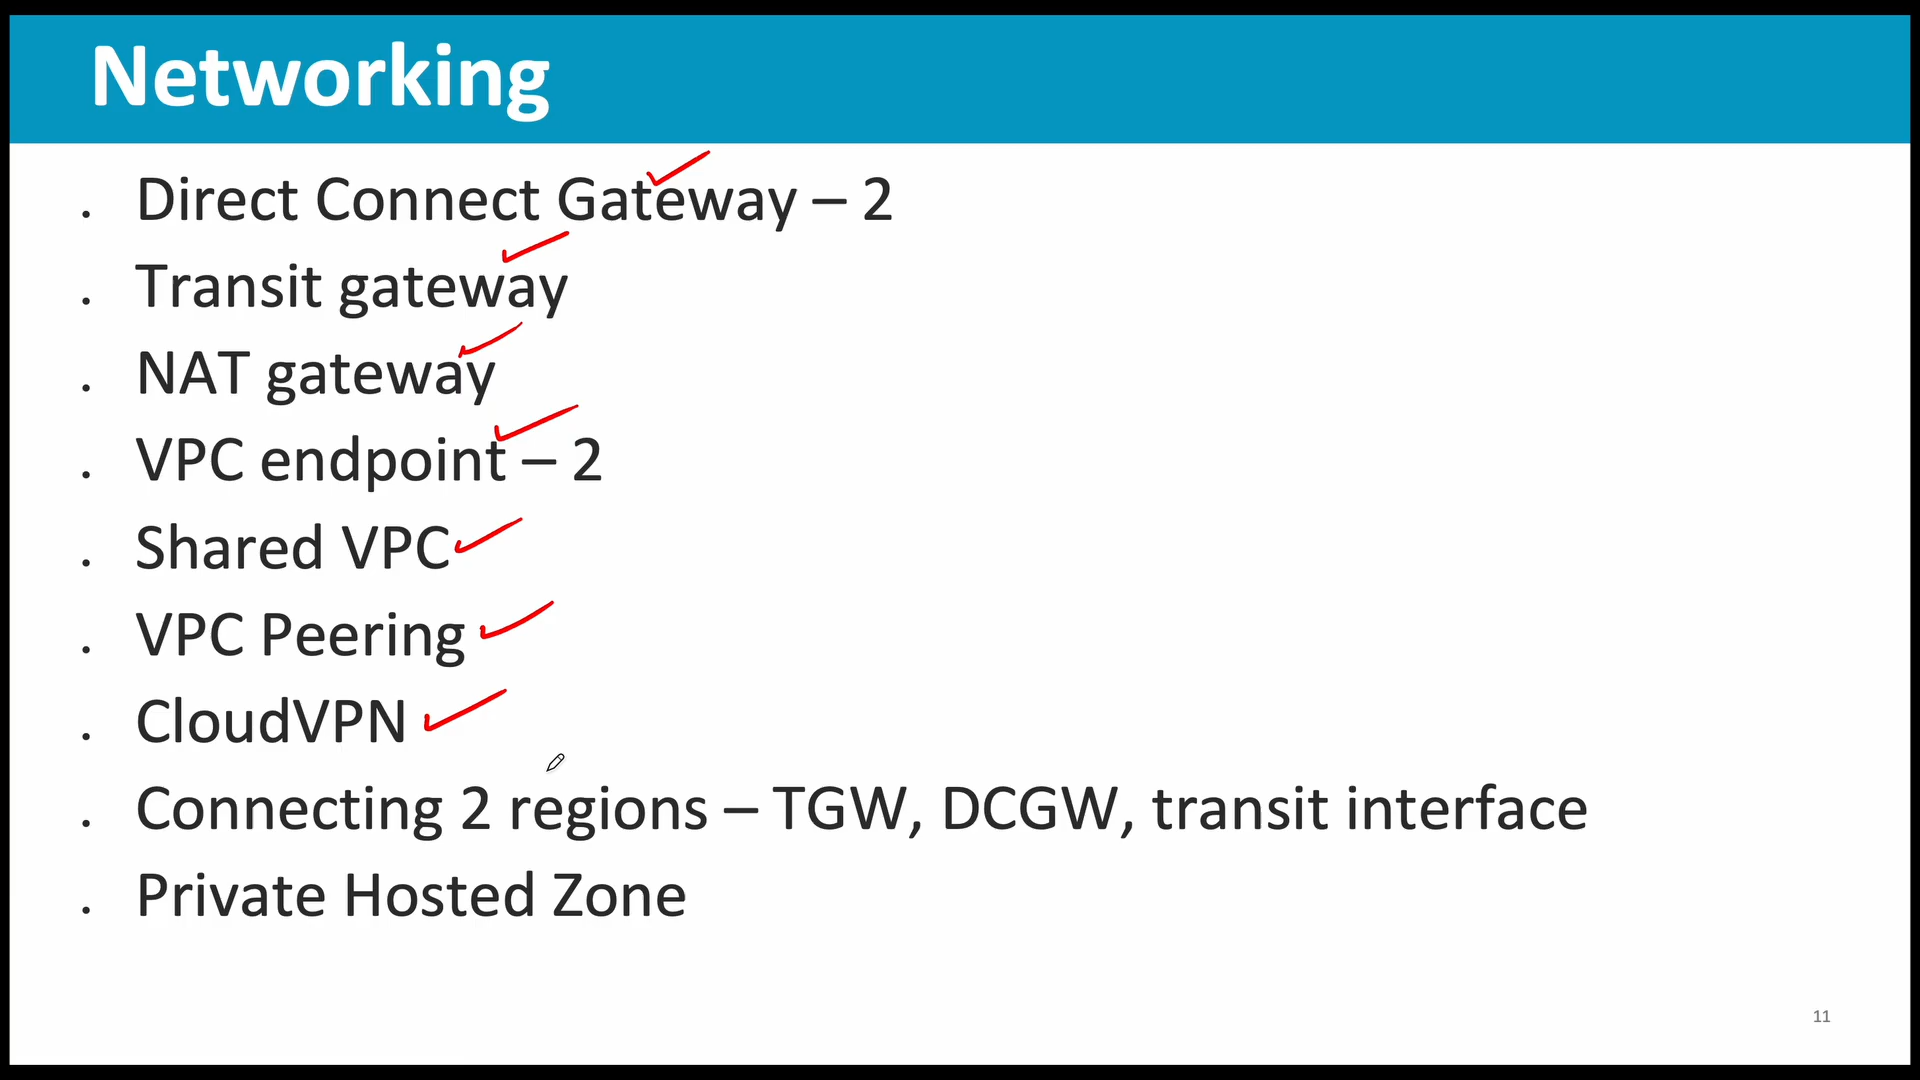 Networking
. Direct Connect Gateway – 2
. Transit gateway
. NAT gateway
. VPC endpoint – 2
. Shared VPC
. VPC Peering
. CloudVPN
. Connecting 2 regions – TGW, DCGW, transit interface
. Private Hosted Zone
11